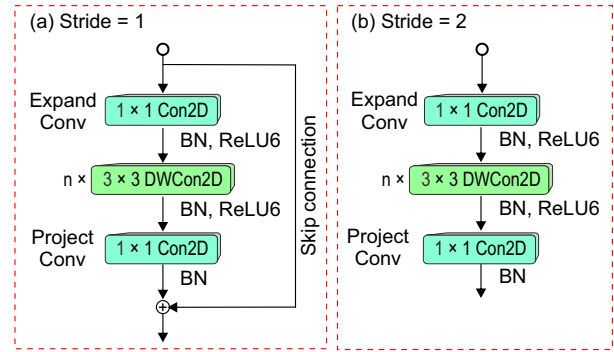 (a) Stride = 1
Expand
Conv
1 × 1 Con2D
BN, ReLU6
n ×
3 × 3 DWCon2D
BN, ReLU6
Project
Conv
1 × 1 Con2D
BN
Skip connection
(b) Stride = 2
Expand
Conv
1 × 1 Con2D
BN, ReLU6
n ×
3 × 3 DWCon2D
BN, ReLU6
Project
Conv
1 × 1 Con2D
BN